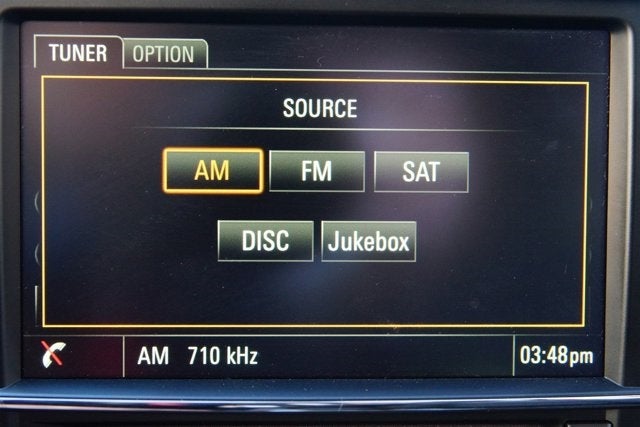 TUNER OPTION
SOURCE
AM FM SAT
DISC Jukebox
AM 710 kHz 03:48pm